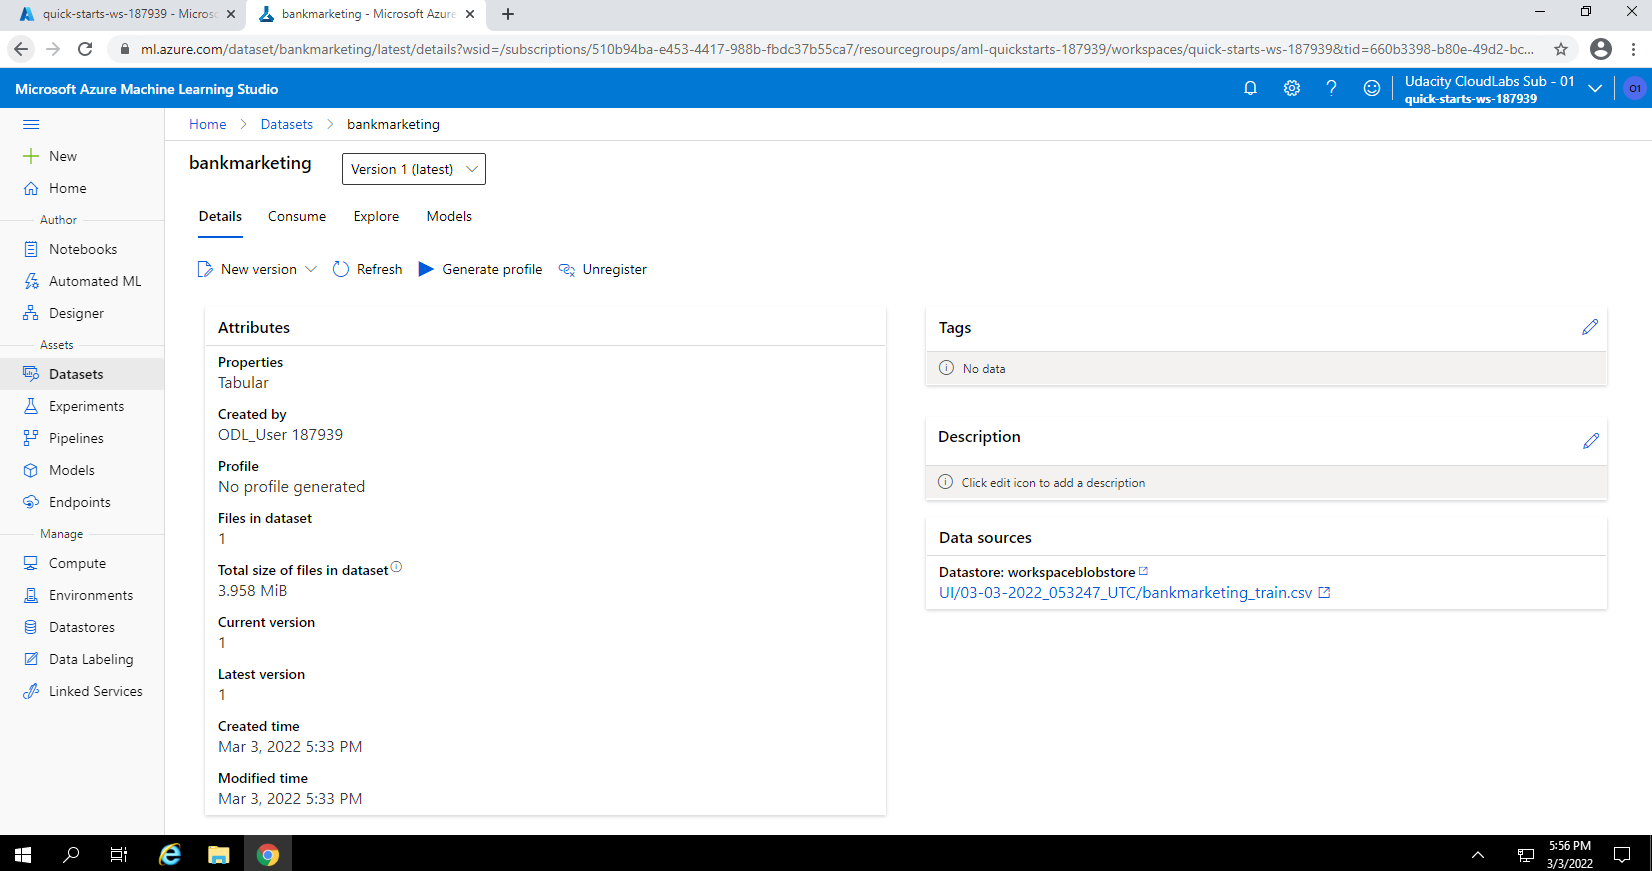 quick-starts-ws-187939 - Microso
bankmarketing - Microsoft Azure
ml.azure.com/dataset/bankmarketing/latest/details?wsid=/subscriptions/510b94ba-e453-4417-988b-fbdc37b55ca7/resourcegroups/aml-quickstarts-187939/workspaces/quick-starts-ws-187939&tid=660b3398-b80e-49d2-bc...
Microsoft Azure Machine Learning Studio
Udacity CloudLabs Sub - 01
quick-starts-ws-187939
O1
Home > Datasets > bankmarketing
New
Home
Author
Notebooks
Automated ML
Designer
Assets
Datasets
Experiments
Pipelines
Models
Endpoints
Manage
Compute
Environments
Datastores
Data Labeling
Linked Services
bankmarketing
Version 1 (latest)
Details Consume Explore Models
New version Refresh Generate profile Unregister
Attributes
Properties
Tabular
Created by
ODL_User 187939
Profile
No profile generated
Files in dataset
1
Total size of files in dataset
3.958 MiB
Current version
1
Latest version
1
Created time
Mar 3, 2022 5:33 PM
Modified time
Mar 3, 2022 5:33 PM
Tags
No data
Description
Click edit icon to add a description
Data sources
Datastore: workspaceblobstore
UI/03-03-2022_053247_UTC/bankmarketing_train.csv
5:56 PM
3/3/2022